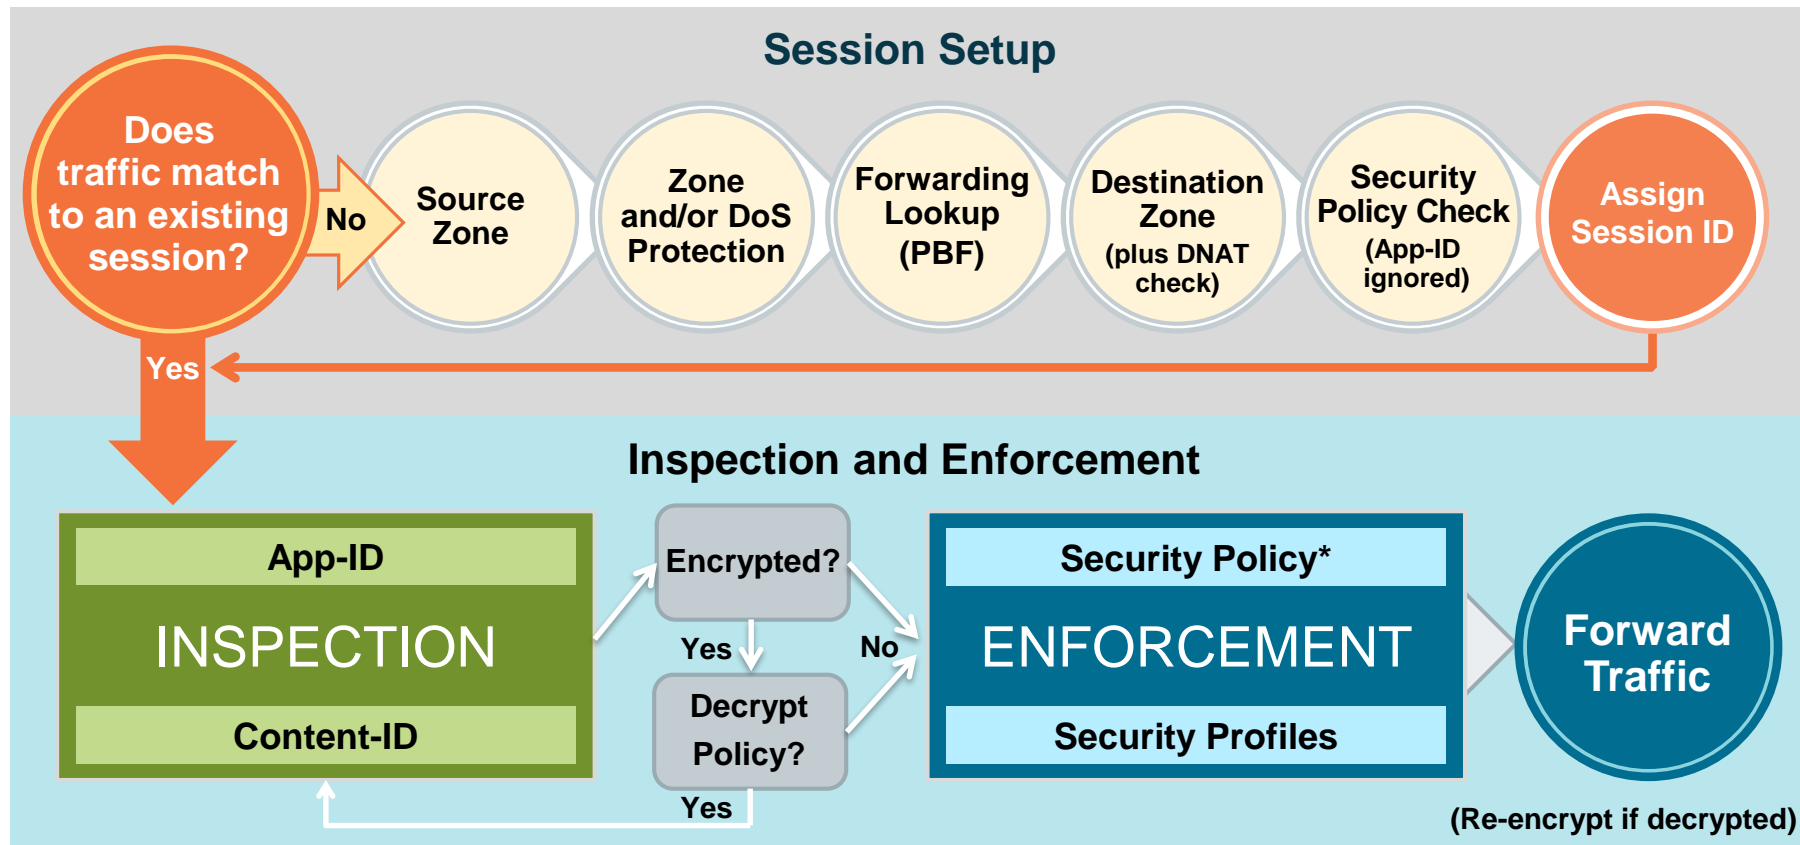 Session Setup
Does
traffic match
to an existing
session?
No
Source
Zone
Zone
and/or DoS
Protection
Forwarding
Lookup
(PBF)
Destination
Zone
(plus DNAT
check)
Security
Policy Check
(App-ID
ignored)
Assign
Session ID
Yes
Inspection and Enforcement
App-ID
INSPECTION
Content-ID
Encrypted?
Yes
No
Decrypt
Policy?
Yes
Security Policy*
ENFORCEMENT
Security Profiles
Forward
Traffic
(Re-encrypt if decrypted)